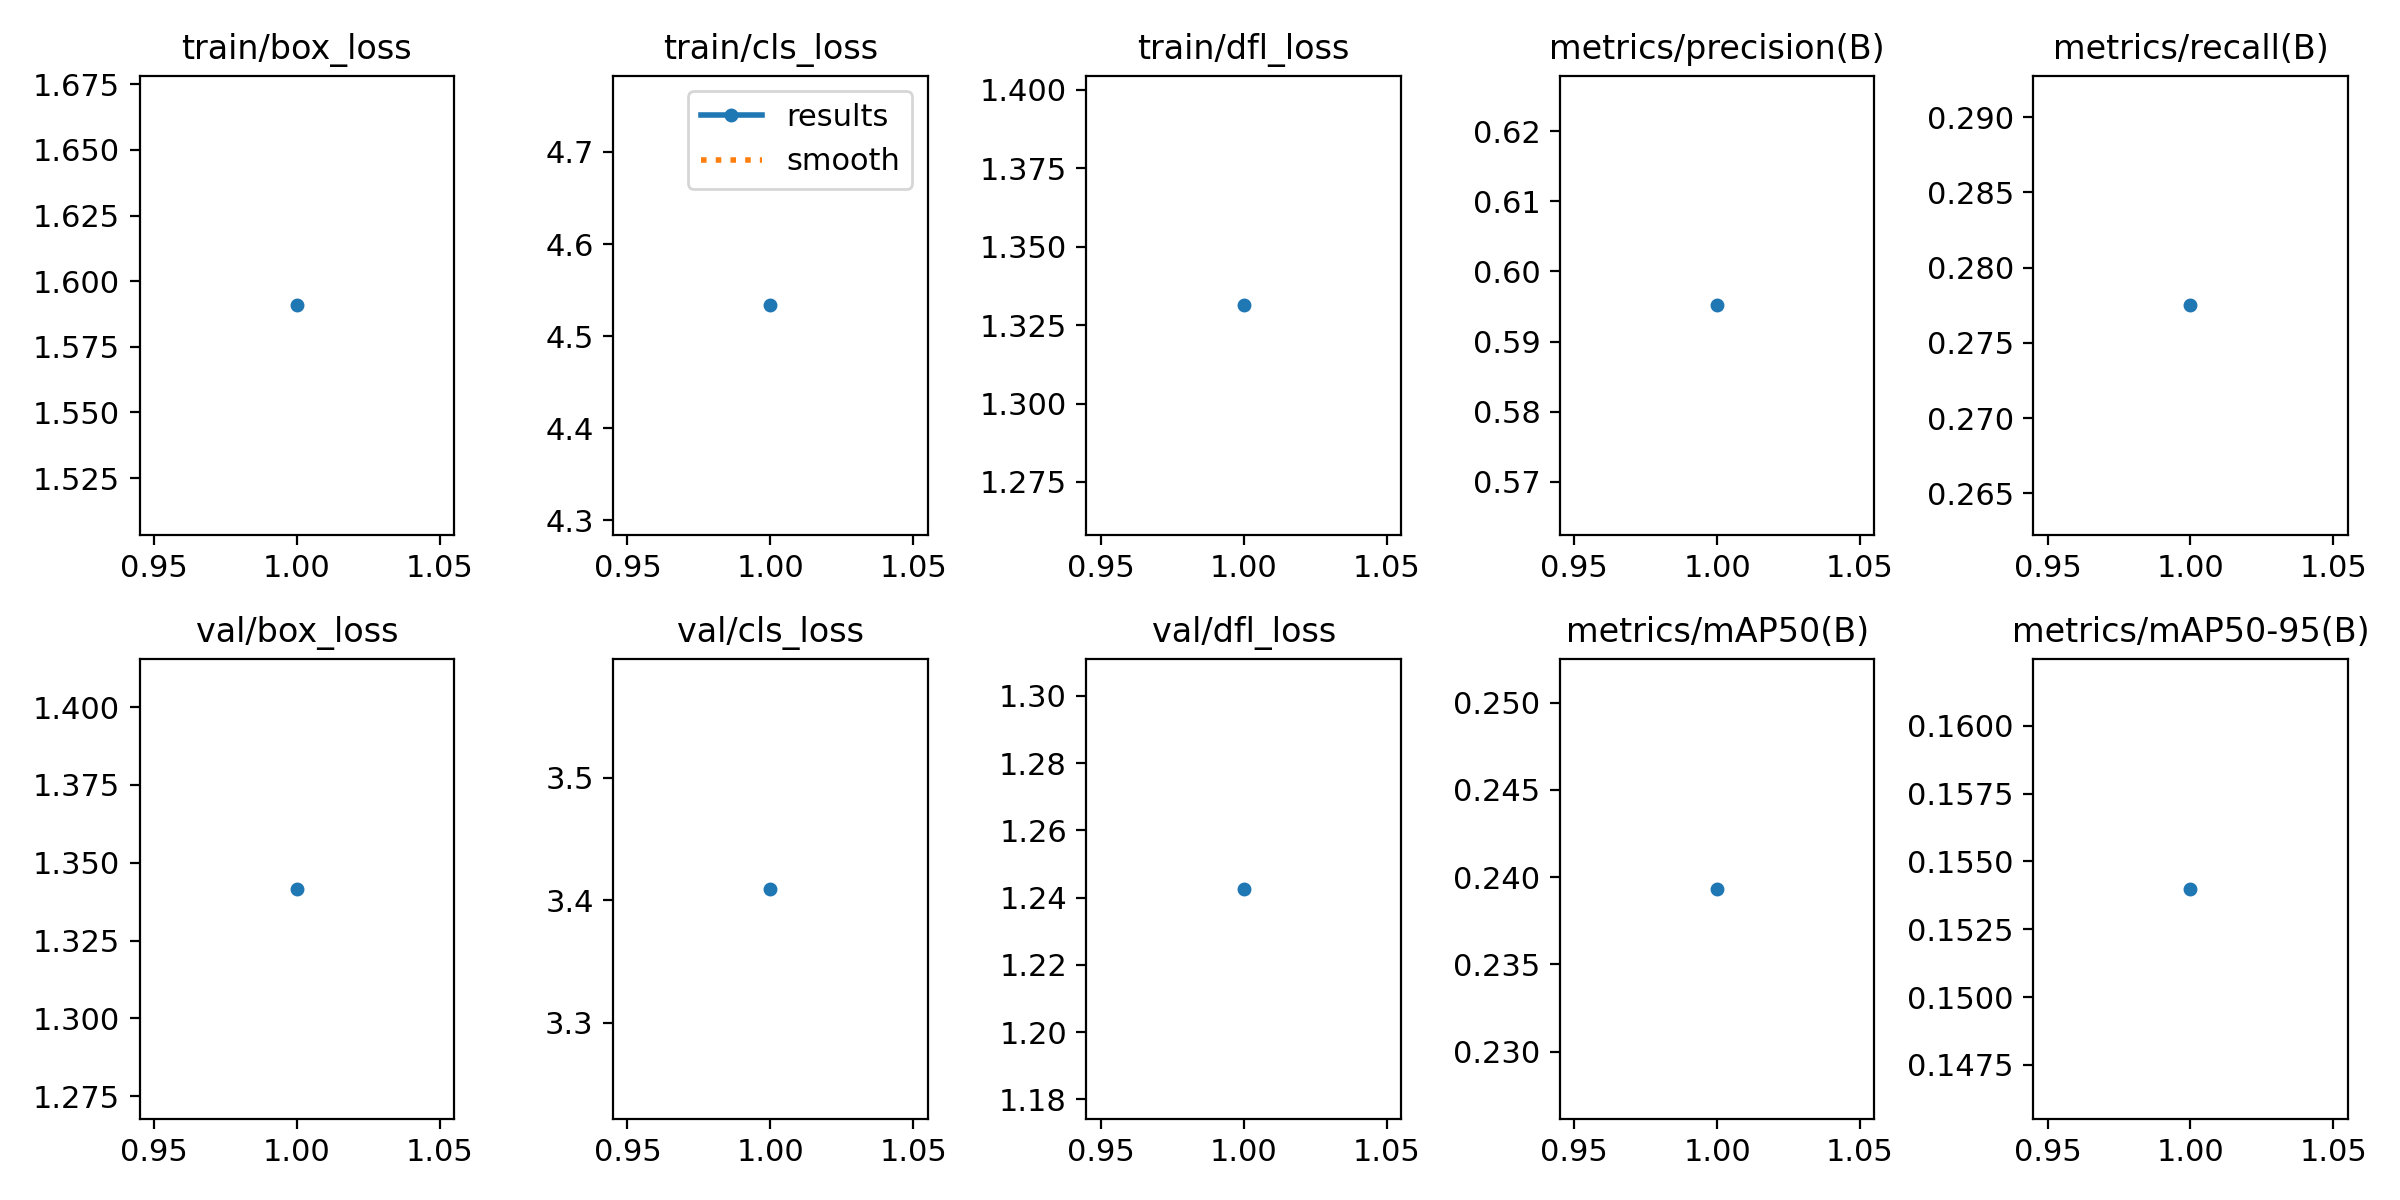 train/box_loss
1.675
1.650
1.625
1.600
1.575
1.550
1.525
0.95 1.00 1.05
train/cls_loss
results
smooth
4.7
4.6
4.5
4.4
4.3
0.95 1.00 1.05
train/dfl_loss
1.400
1.375
1.350
1.325
1.300
1.275
0.95 1.00 1.05
metrics/precision(B)
0.62
0.61
0.60
0.59
0.58
0.57
0.95 1.00 1.05
metrics/recall(B)
0.290
0.285
0.280
0.275
0.270
0.265
0.95 1.00 1.05
val/box_loss
1.400
1.375
1.350
1.325
1.300
1.275
0.95 1.00 1.05
val/cls_loss
3.5
3.4
3.3
0.95 1.00 1.05
val/dfl_loss
1.30
1.28
1.26
1.24
1.22
1.20
1.18
0.95 1.00 1.05
metrics/mAP50(B)
0.250
0.245
0.240
0.235
0.230
0.95 1.00 1.05
metrics/mAP50-95(B)
0.1600
0.1575
0.1550
0.1525
0.1500
0.1475
0.95 1.00 1.05